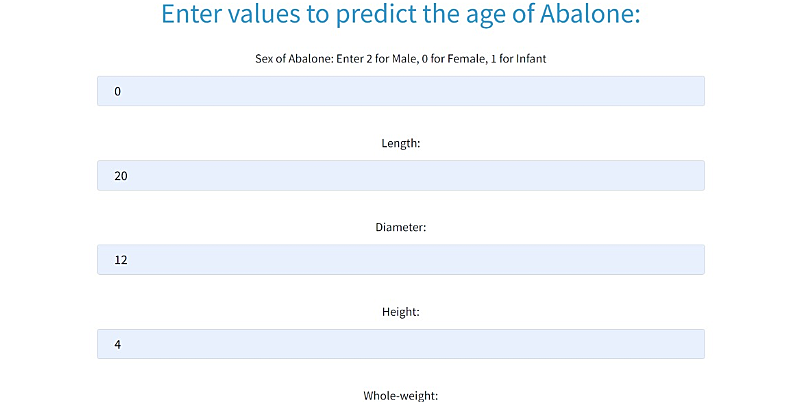 Enter values to predict the age of Abalone:
Sex of Abalone: Enter 2 for Male, 0 for Female, 1 for Infant
0
Length:
20
Diameter:
12
Height:
4
Whole-weight: